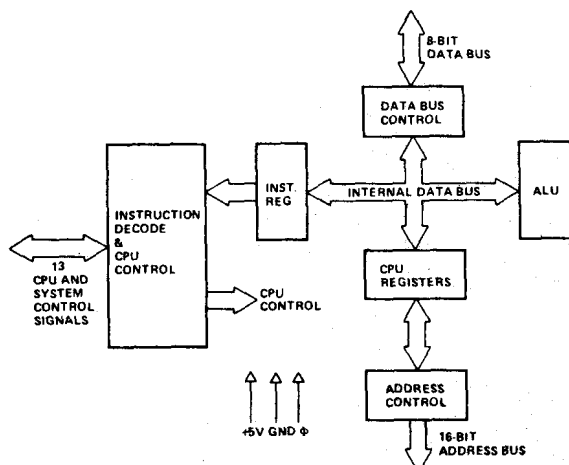 8-BIT
DATA BUS
DATA BUS
CONTROL
INST.
REG
INTERNAL DATA BUS
ALU
INSTRUCTION
DECODE
&
CPU
CONTROL
13
CPU AND
SYSTEM
CONTROL
SIGNALS
CPU
CONTROL
CPU
REGISTERS
+5V GND Φ
ADDRESS
CONTROL
16-BIT
ADDRESS BUS